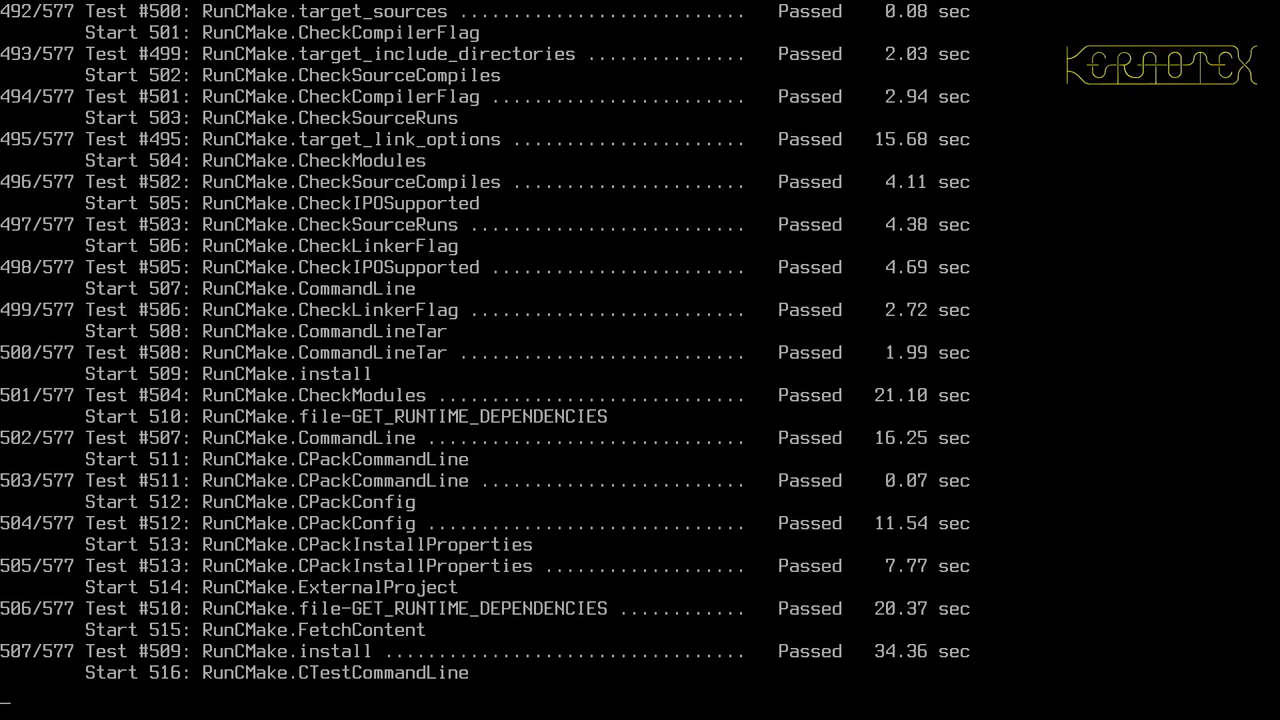 492/577 Test #500: RunCMake.target_sources ...........................   Passed    0.08 sec
        Start 501: RunCMake.CheckCompilerFlag
493/577 Test #499: RunCMake.target_include_directories ...............   Passed    2.03 sec
        Start 502: RunCMake.CheckSourceCompiles
494/577 Test #501: RunCMake.CheckCompilerFlag ........................   Passed    2.94 sec
        Start 503: RunCMake.CheckSourceRuns
495/577 Test #495: RunCMake.target_link_options ......................   Passed   15.68 sec
        Start 504: RunCMake.CheckModules
496/577 Test #502: RunCMake.CheckSourceCompiles ......................   Passed    4.11 sec
        Start 505: RunCMake.CheckIPOSupported
497/577 Test #503: RunCMake.CheckSourceRuns ..........................   Passed    4.38 sec
        Start 506: RunCMake.CheckLinkerFlag
498/577 Test #505: RunCMake.CheckIPOSupported ........................   Passed    4.69 sec
        Start 507: RunCMake.CommandLine
499/577 Test #506: RunCMake.CheckLinkerFlag ..........................   Passed    2.72 sec
        Start 508: RunCMake.CommandLineTar
500/577 Test #508: RunCMake.CommandLineTar ...........................   Passed    1.99 sec
        Start 509: RunCMake.install
501/577 Test #504: RunCMake.CheckModules .............................   Passed   21.10 sec
        Start 510: RunCMake.file-GET_RUNTIME_DEPENDENCIES
502/577 Test #507: RunCMake.CommandLine ..............................   Passed   16.25 sec
        Start 511: RunCMake.CPackCommandLine
503/577 Test #511: RunCMake.CPackCommandLine .........................   Passed    0.07 sec
        Start 512: RunCMake.CPackConfig
504/577 Test #512: RunCMake.CPackConfig ..............................   Passed   11.54 sec
        Start 513: RunCMake.CPackInstallProperties
505/577 Test #513: RunCMake.CPackInstallProperties ...................   Passed    7.77 sec
        Start 514: RunCMake.ExternalProject
506/577 Test #510: RunCMake.file-GET_RUNTIME_DEPENDENCIES ............   Passed   20.37 sec
        Start 515: RunCMake.FetchContent
507/577 Test #509: RunCMake.install ..................................   Passed   34.36 sec
        Start 516: RunCMake.CTestCommandLine
_